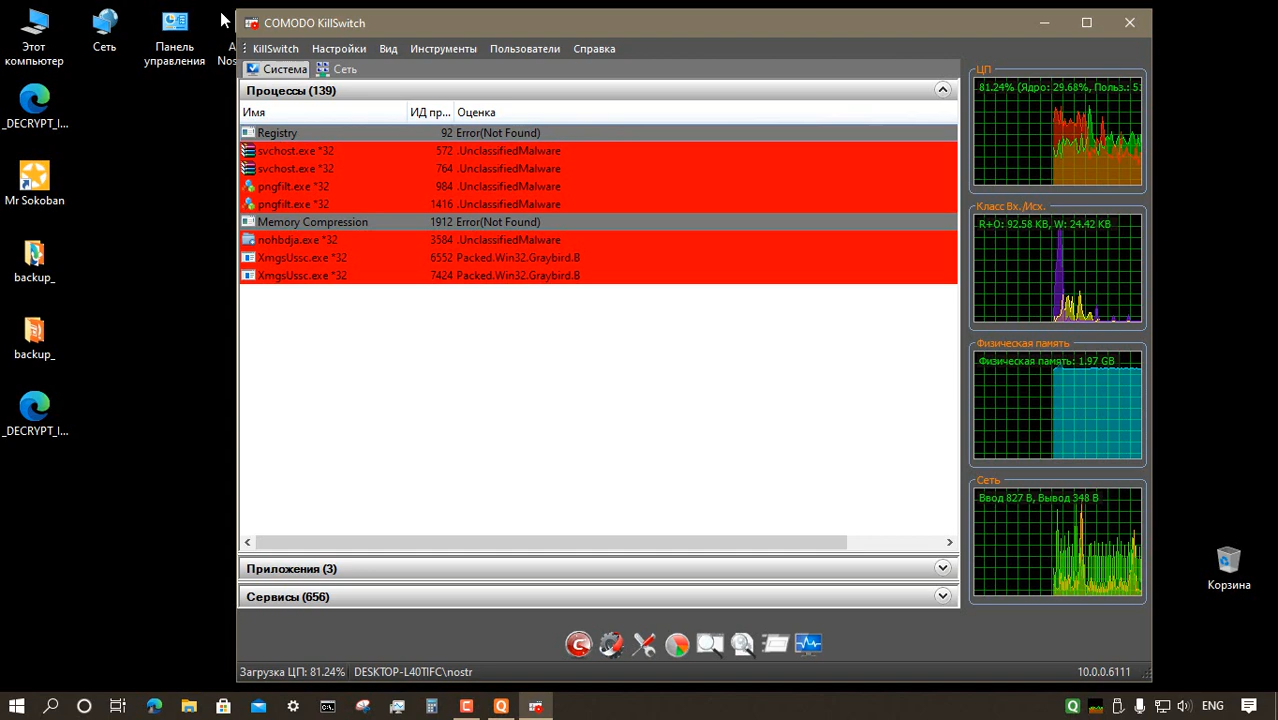 Этот
компьютер
Сеть
Панель
управления
A
Nos
_DECRYPT_I...
Mr Sokoban
backup_
backup_
_DECRYPT_I...
Корзина
COMODO KillSwitch
KillSwitch Настройки Вид Инструменты Пользователи Справка
Система Сеть
Процессы (139)
Имя ИД пр... Оценка
Registry 92 Error(Not Found)
svchost.exe *32 572 .UnclassifiedMalware
svchost.exe *32 764 .UnclassifiedMalware
pngfilt.exe *32 984 .UnclassifiedMalware
pngfilt.exe *32 1416 .UnclassifiedMalware
Memory Compression 1912 Error(Not Found)
nohbdja.exe *32 3584 .UnclassifiedMalware
XmgsUssc.exe *32 6552 Packed.Win32.Graybird.B
XmgsUssc.exe *32 7424 Packed.Win32.Graybird.B
Приложения (3)
Сервисы (656)
ЦП
81.24% (Ядро: 29.68%, Польз.: 51
Класс Вх./Исх.
R+O: 92.58 KB, W: 24.42 KB
Физическая память
Физическая память: 1.97 GB
Сеть
Ввод 827 B, Вывод 348 B
Загрузка ЦП: 81.24% DESKTOP-L40TIFC\nostr 10.0.0.6111
ENG